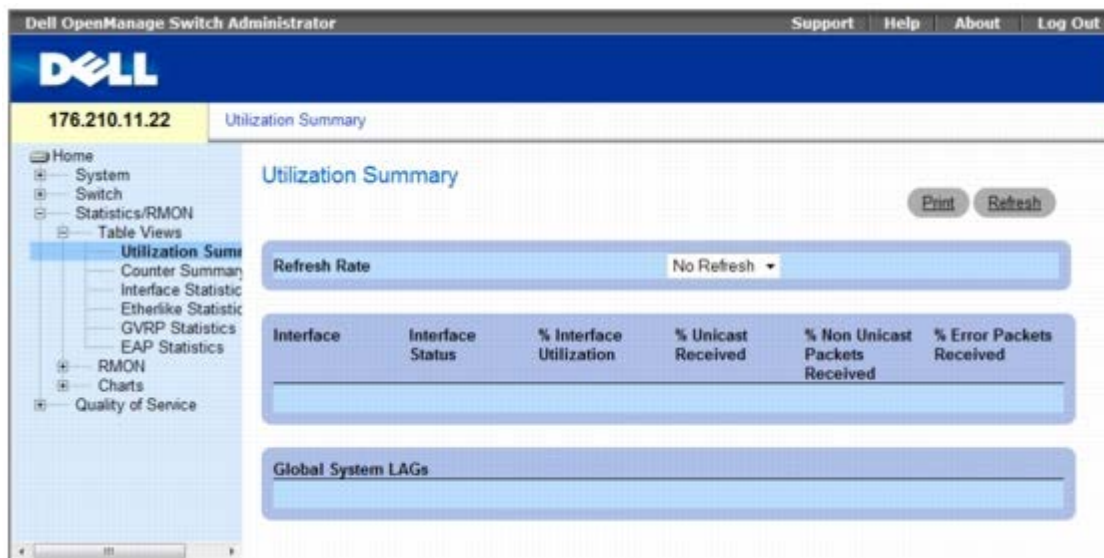 Dell OpenManage Switch Administrator
Support Help About Log Out
DELL
176.210.11.22
Utilization Summary
Home
System
Switch
Statistics/RMON
Table Views
Utilization Summ
Counter Summary
Interface Statistic
Etherlike Statistic
GVRP Statistics
EAP Statistics
RMON
Charts
Quality of Service
Utilization Summary
Print Refresh
Refresh Rate No Refresh
Interface Interface Status % Interface Utilization % Unicast Received % Non Unicast Packets Received % Error Packets Received
Global System LAGs